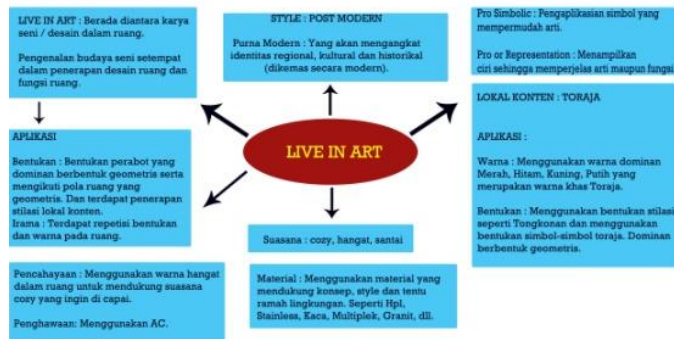 LIVE IN ART : Berada diantara karya
seni / desain dalam ruang.
Pengenalan budaya seni setempat
dalam penerapan desain ruang dan
fungsi ruang.
STYLE : POST MODERN
Purna Modern : Yang akan mengangkat
identitas regional, kultural dan historikal
(dikemas secara modern).
Pro Simbolic : Pengaplikasian simbol yang
mempermudah arti.
Pro or Representation : Menampilkan
ciri sehingga memperjelas arti maupun fungsi
LIVE IN ART
APLIKASI
Bentukan : Bentukan perabot yang
dominan berbentuk geometris serta
mengikuti pola ruang yang
geometris. Dan terdapat penerapan
stilasi lokal konten.
Irama : Terdapat repetisi bentukan
dan warna pada ruang.
LOKAL KONTEN : TORAJA
APLIKASI :
Warna : Menggunakan warna dominan
Merah, Hitam, Kuning, Putih yang
merupakan warna khas Toraja.
Bentukan : Menggunakan bentukan stilasi
seperti Tongkonan dan menggunakan
bentukan simbol-simbol toraja. Dominan
berbentuk geometris.
Suasana : cozy, hangat, santai
Pencahayaan : Menggunakan warna hangat
dalam ruang untuk mendukung suasana
cozy yang ingin di capai.
Penghawaan: Menggunakan AC.
Material : Menggunakan material yang
mendukung konsep, style dan tentu
ramah lingkungan. Seperti Hpl,
Stainless, Kaca, Multiplek, Granit, dll.